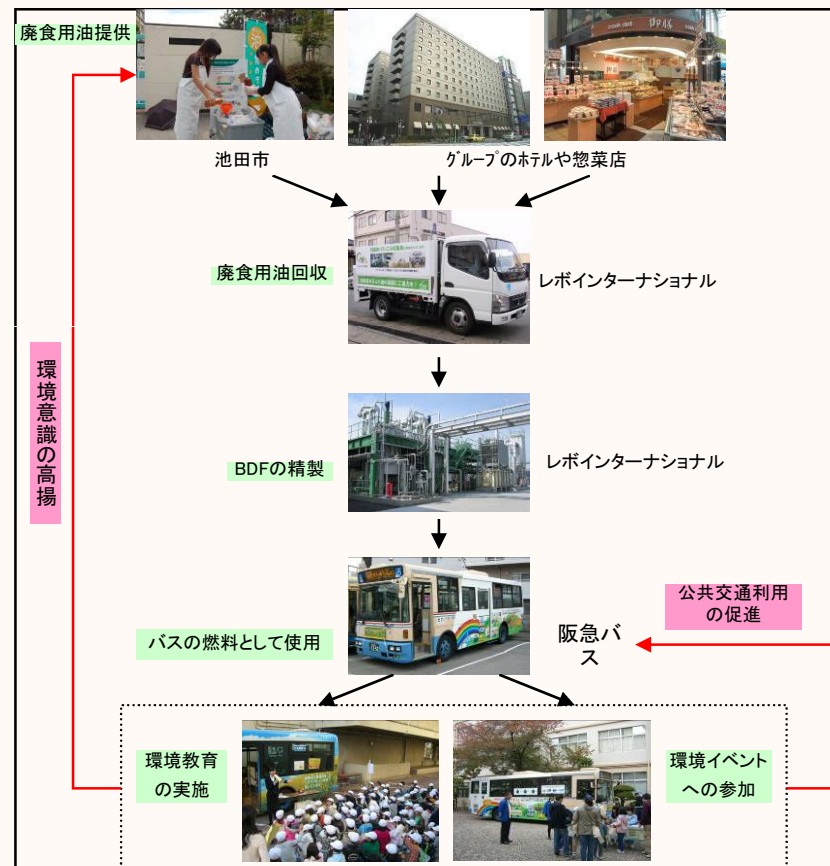 廃食用油提供
池田市
グループのホテルや惣菜店
廃食用油回収
レボインターナショナル
環境意識の高揚
BDFの精製
レボインターナショナル
公共交通利用
の促進
バスの燃料として使用
阪急バ
ス
環境教育
の実施
環境イベント
への参加